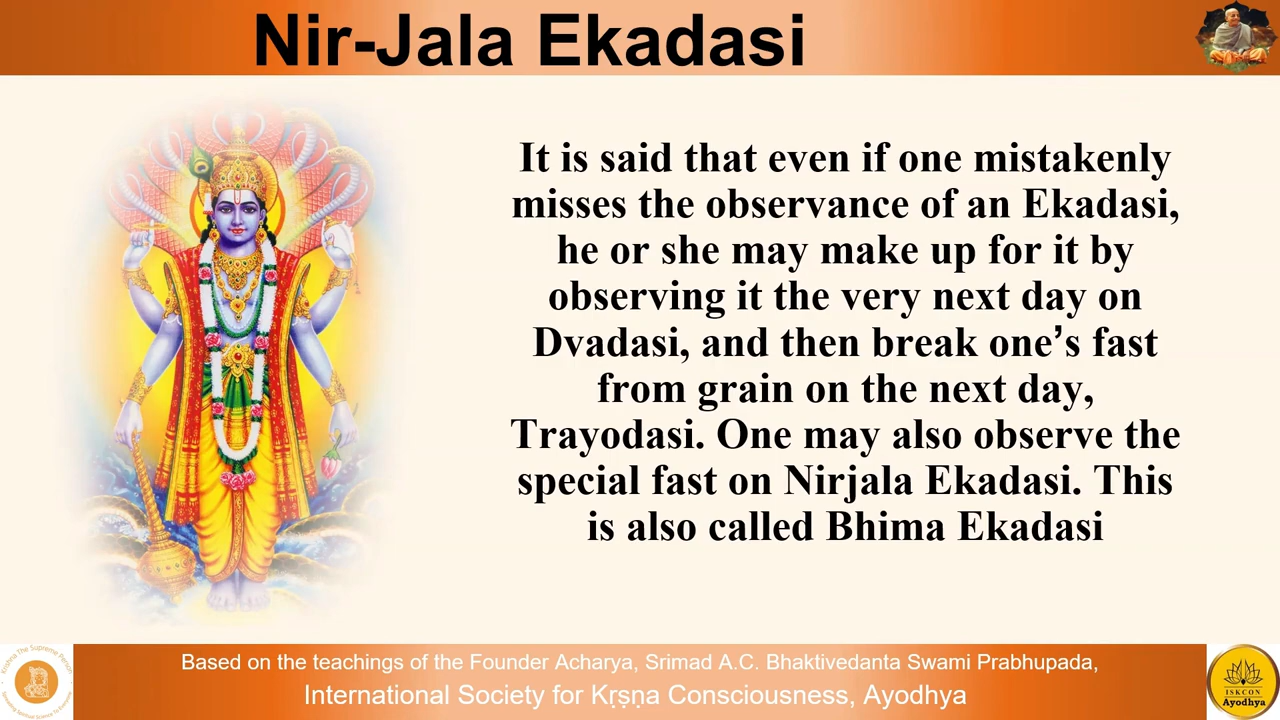 Nir-Jala Ekadasi
It is said that even if one mistakenly
misses the observance of an Ekadasi,
he or she may make up for it by
observing it the very next day on
Dvadasi, and then break one’s fast
from grain on the next day,
Trayodasi. One may also observe the
special fast on Nirjala Ekadasi. This
is also called Bhima Ekadasi
Based on the teachings of the Founder Acharya, Srimad A.C. Bhaktivedanta Swami Prabhupada,
International Society for Kṛṣṇa Consciousness, Ayodhya
Krishna The Supreme Person
ISKCON
Ayodhya